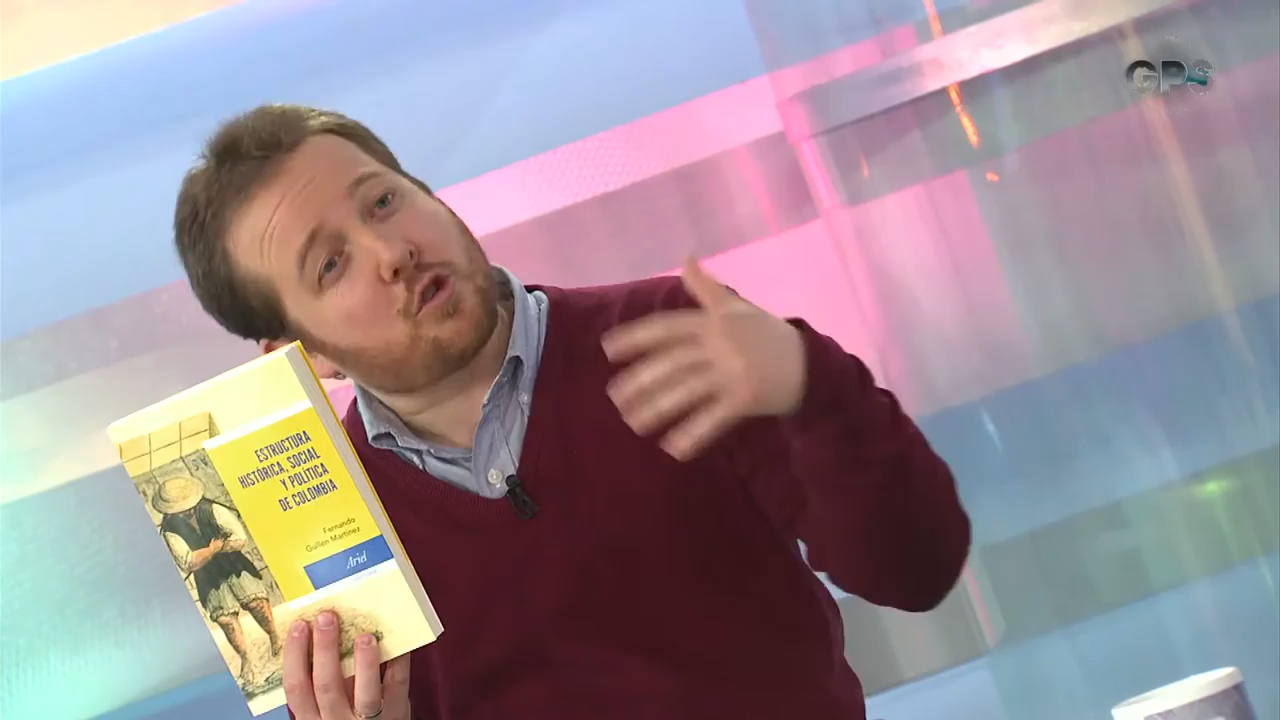 GPS
ESTRUCTURA
HISTÓRICA, SOCIAL
Y POLÍTICA
DE COLOMBIA
Fernando
Guillén Martínez
Ariel